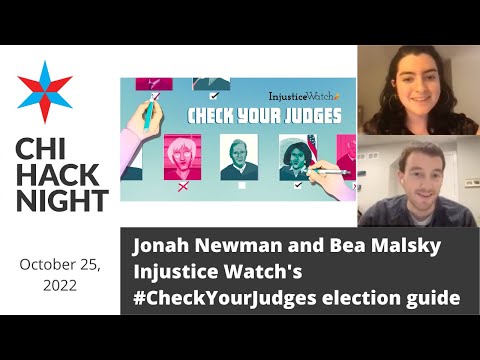 CHI
HACK
NIGHT
October 25,
2022
InjusticeWatch
CHECK YOUR JUDGES
Jonah Newman and Bea Malsky
Injustice Watch's
#CheckYourJudges election guide